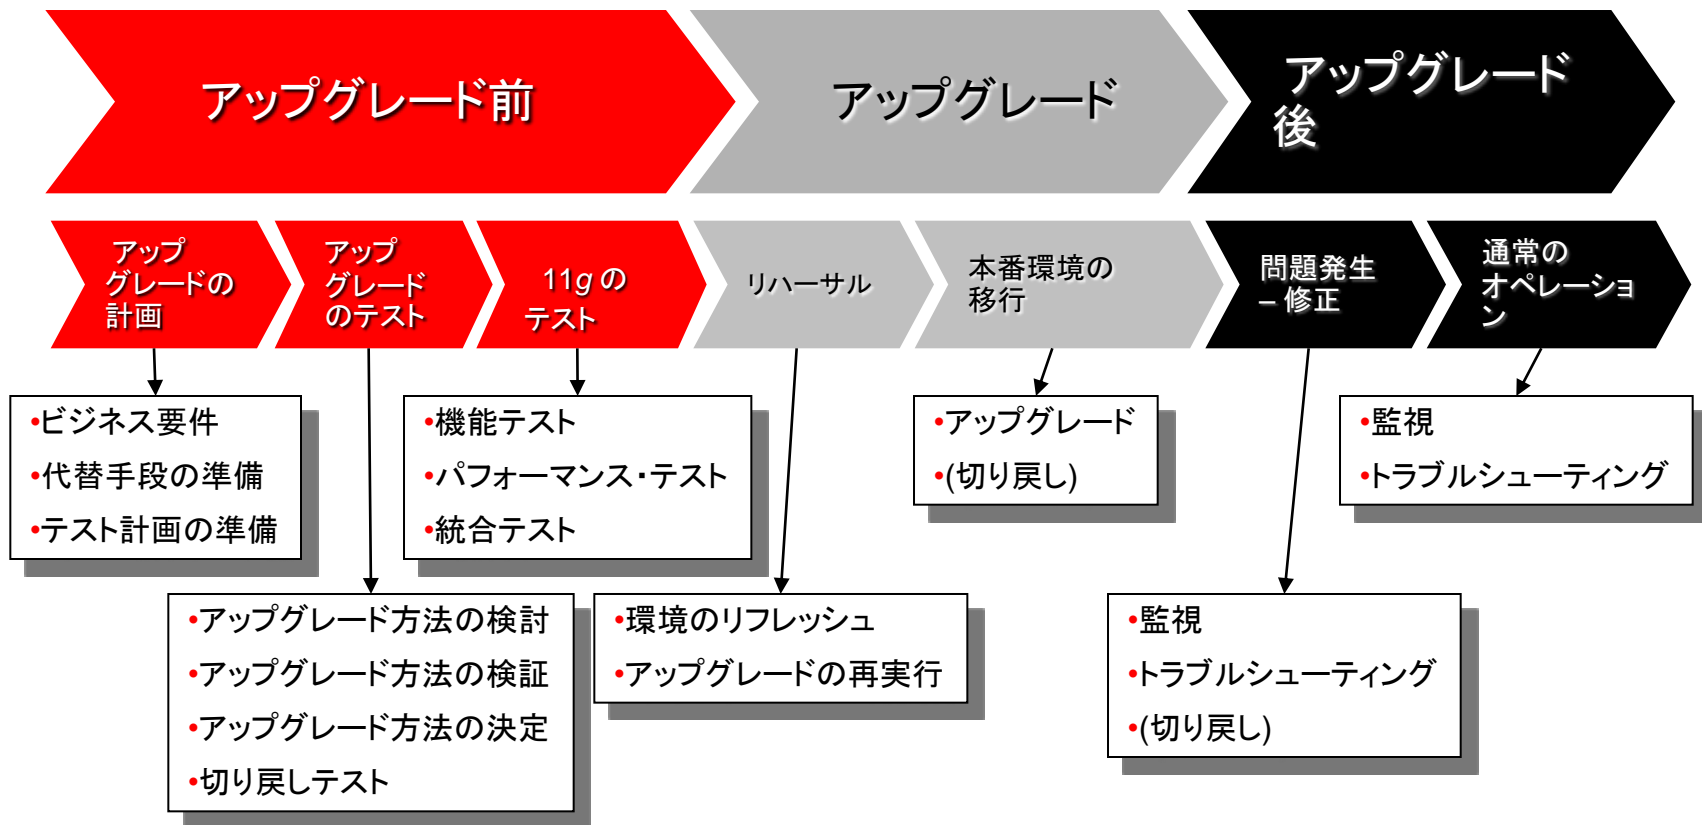 アップグレード前
アップグレード
アップグレード
後
アップ
グレードの
計画
アップ
グレード
のテスト
11g の
テスト
リハーサル
本番環境の
移行
問題発生
– 修正
通常の
オペレーショ
ン
•ビジネス要件
•代替手段の準備
•テスト計画の準備
•機能テスト
•パフォーマンス・テスト
•統合テスト
•アップグレード
•(切り戻し)
•監視
•トラブルシューティング
•アップグレード方法の検討
•アップグレード方法の検証
•アップグレード方法の決定
•切り戻しテスト
•環境のリフレッシュ
•アップグレードの再実行
•監視
•トラブルシューティング
•(切り戻し)